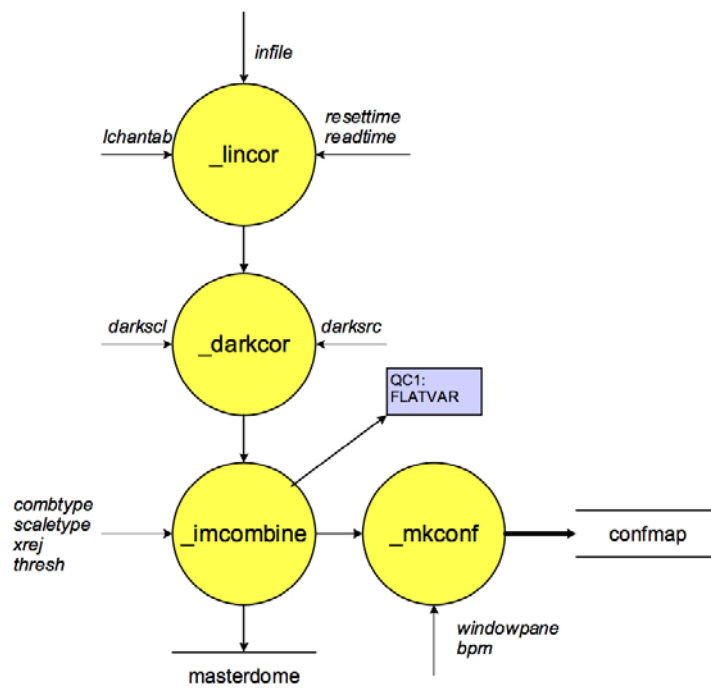 infile
lchantab
resettime
readtime
_lincor
darkscl
darksrc
_darkcor
QC1:
FLATVAR
combtype
scaletype
xrej
thresh
_imcombine
_mkconf
confmap
windowpane
bpm
masterdome